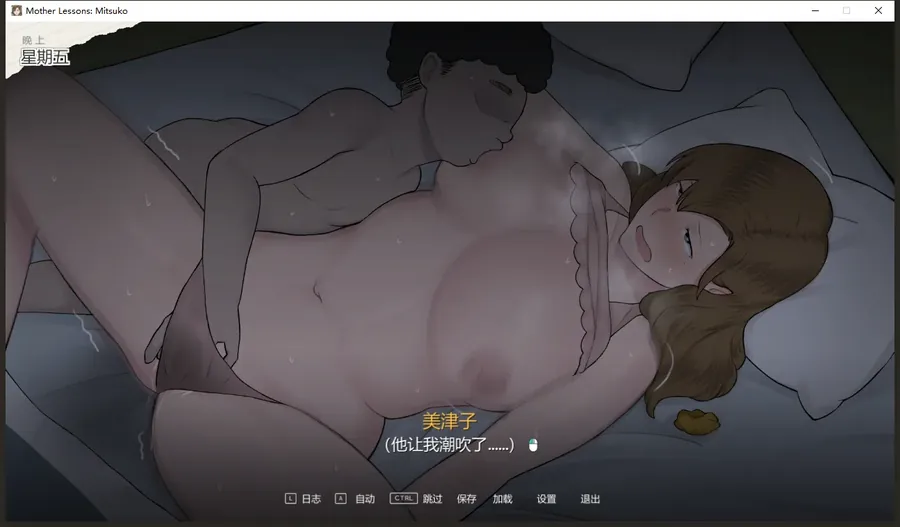 Mother Lessons: Mitsuko
晚上
星期五
美津子
（他让我潮吹了……）
L 日志 A 自动 CTRL 跳过 保存 加载 设置 退出